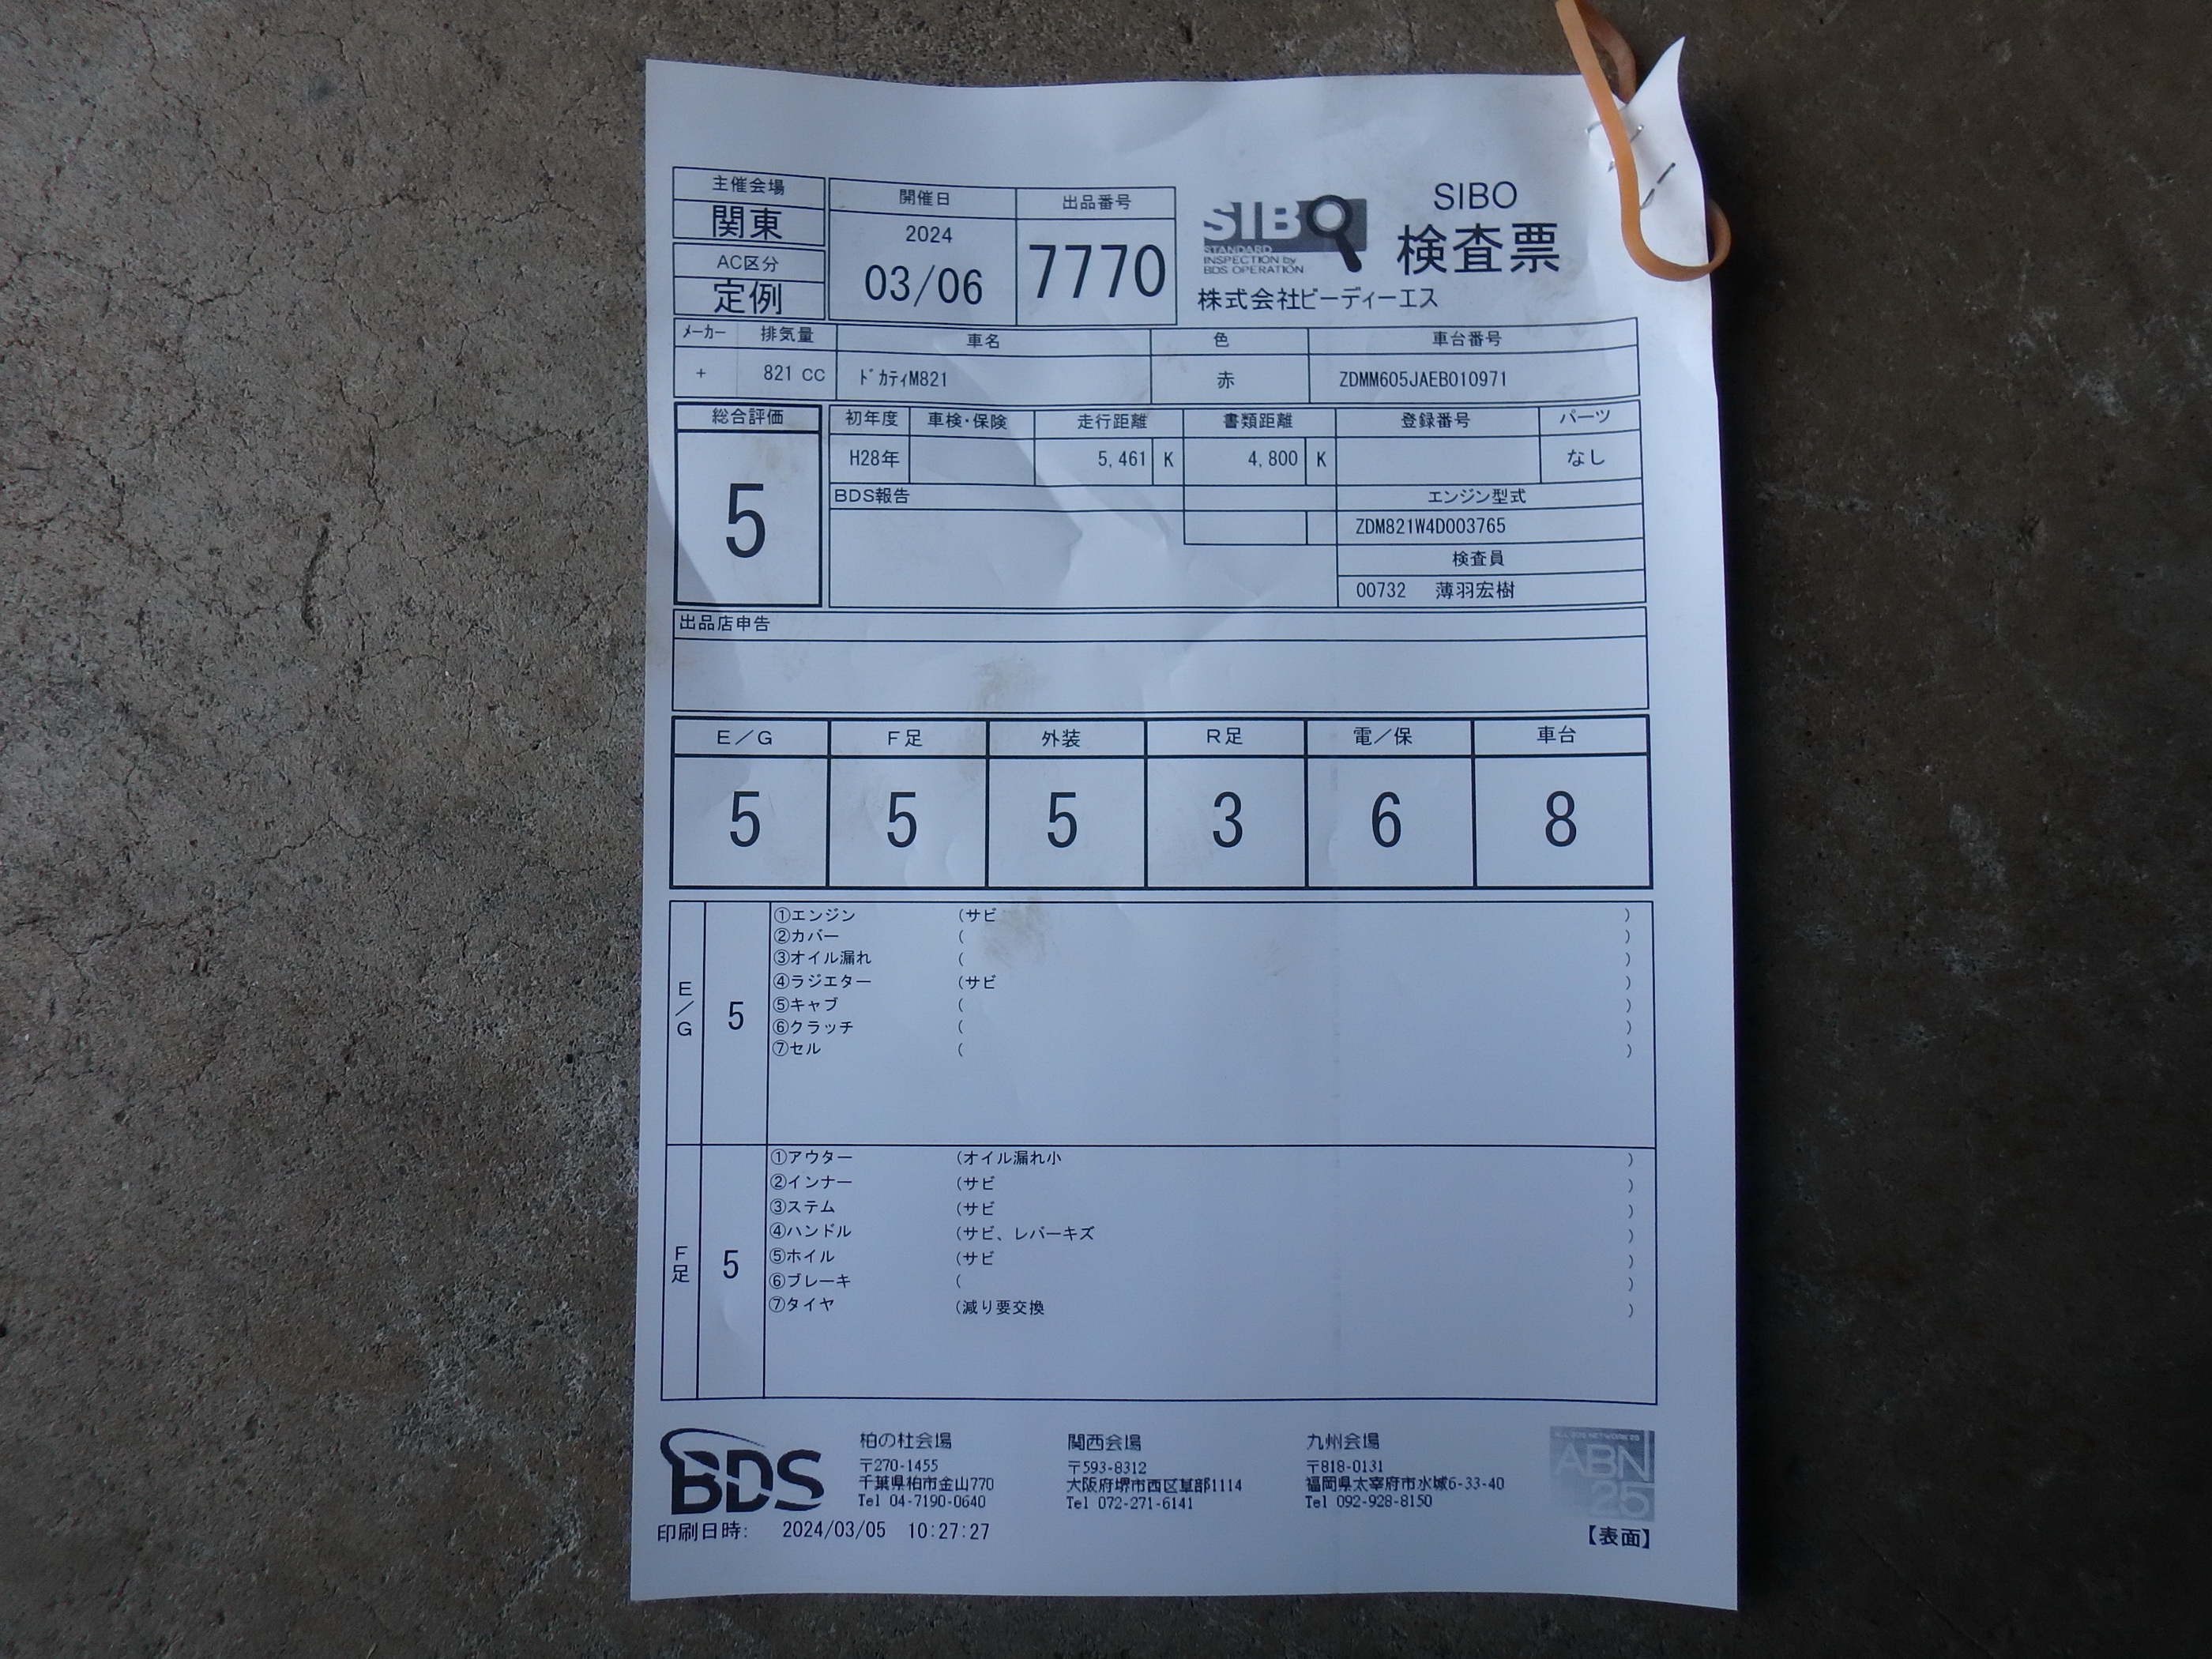 主催会場
関東
AC区分
定例
開催日
2024
03/06
出品番号
7770
SIBO
STANDARD
INSPECTION by
BDS OPERATION
SIBO
検査票
株式会社ビーディーエス
メーカー 排気量 車名 色 車台番号
+ 821 CC ドカティM821 赤 ZDMM605JAEB010971
総合評価
5
初年度 車検・保険 走行距離 書類距離 登録番号 パーツ
H28年 5,461 K 4,800 K なし
BDS報告
エンジン型式
ZDM821W4D003765
検査員
00732 薄羽宏樹
出品店申告
E/G F足 外装 R足 電/保 車台
5 5 5 3 6 8
E/G
5
①エンジン (サビ )
②カバー ( )
③オイル漏れ ( )
④ラジエター (サビ )
⑤キャブ ( )
⑥クラッチ ( )
⑦セル ( )
F足
5
①アウター (オイル漏れ小 )
②インナー (サビ )
③ステム (サビ )
④ハンドル (サビ、レバーキズ )
⑤ホイル (サビ )
⑥ブレーキ ( )
⑦タイヤ (減り要交換 )
BDS
柏の杜会場
〒270-1455
千葉県柏市金山770
Tel 04-7190-0640
関西会場
〒593-8312
大阪府堺市西区草部1114
Tel 072-271-6141
九州会場
〒818-0131
福岡県太宰府市水城6-33-40
Tel 092-928-8150
ALL BDS NETWORK 25
ABN
25
印刷日時: 2024/03/05 10:27:27
【表面】